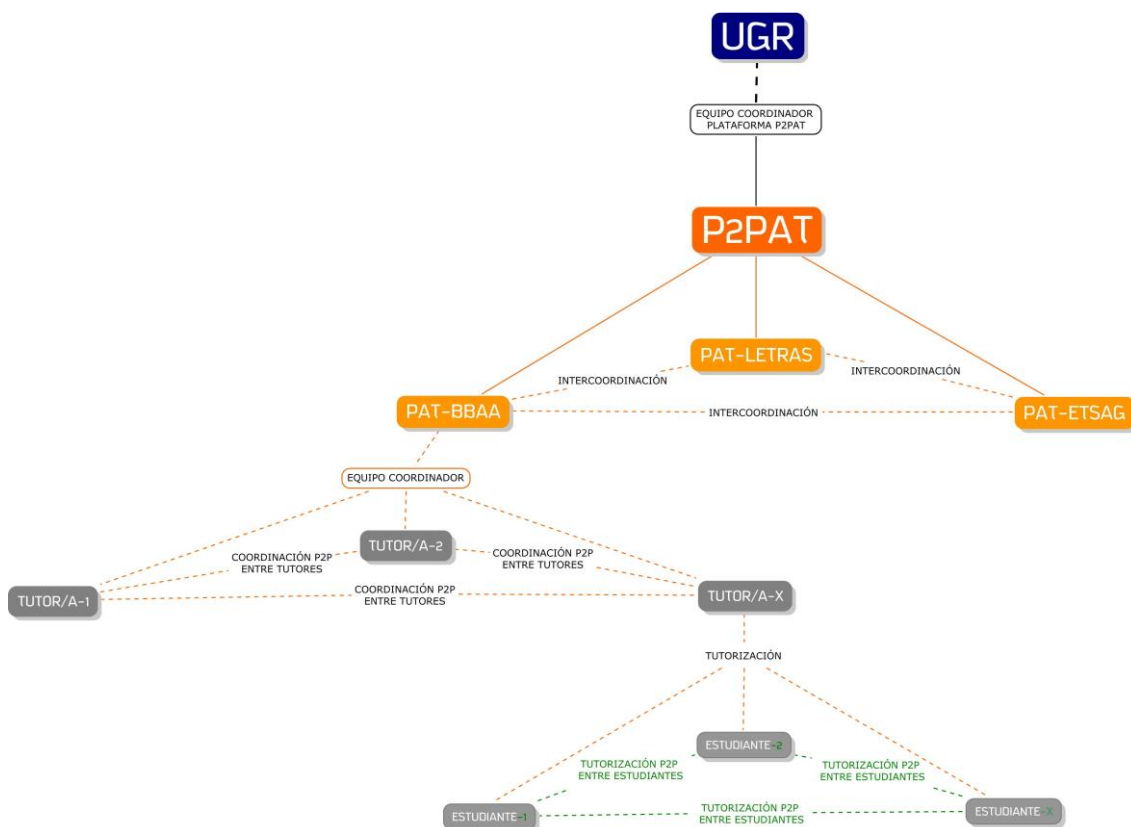 UGR
EQUIPO COORDINADOR
PLATAFORMA P2PAT
P2PAT
PAT-LETRAS
INTERCOORDINACIÓN
INTERCOORDINACIÓN
PAT-BBAA
INTERCOORDINACIÓN
PAT-ETSAG
EQUIPO COORDINADOR
TUTOR/A-2
COORDINACIÓN P2P
ENTRE TUTORES
COORDINACIÓN P2P
ENTRE TUTORES
TUTOR/A-1
COORDINACIÓN P2P
ENTRE TUTORES
TUTOR/A-X
TUTORIZACIÓN
ESTUDIANTE-2
TUTORIZACIÓN P2P
ENTRE ESTUDIANTES
TUTORIZACIÓN P2P
ENTRE ESTUDIANTES
ESTUDIANTE-1
TUTORIZACIÓN P2P
ENTRE ESTUDIANTES
ESTUDIANTE-X